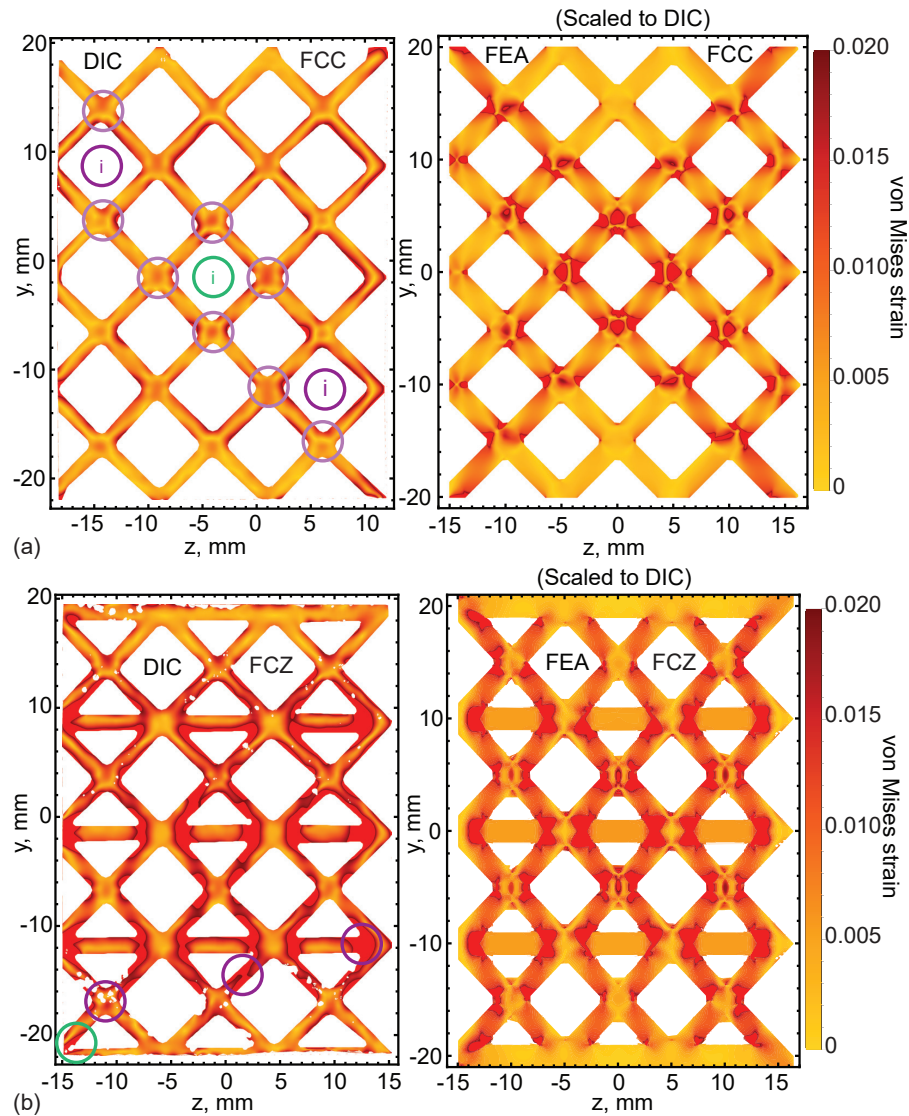 (Scaled to DIC)
20
10
0
-10
-20
y, mm
DIC
FCC
i
i
i
-15
-10
-5
0
5
10
z, mm
(a)
20
10
0
-10
-20
y, mm
FEA
FCC
-15
-10
-5
0
5
10
15
z, mm
0.020
0.015
0.010
0.005
0
von Mises strain
(Scaled to DIC)
20
10
0
-10
-20
y, mm
DIC
FCZ
-15
-10
-5
0
5
10
15
z, mm
(b)
20
10
0
-10
-20
y, mm
FEA
FCZ
-15
-10
-5
0
5
10
15
z, mm
0.020
0.015
0.010
0.005
0
von Mises strain